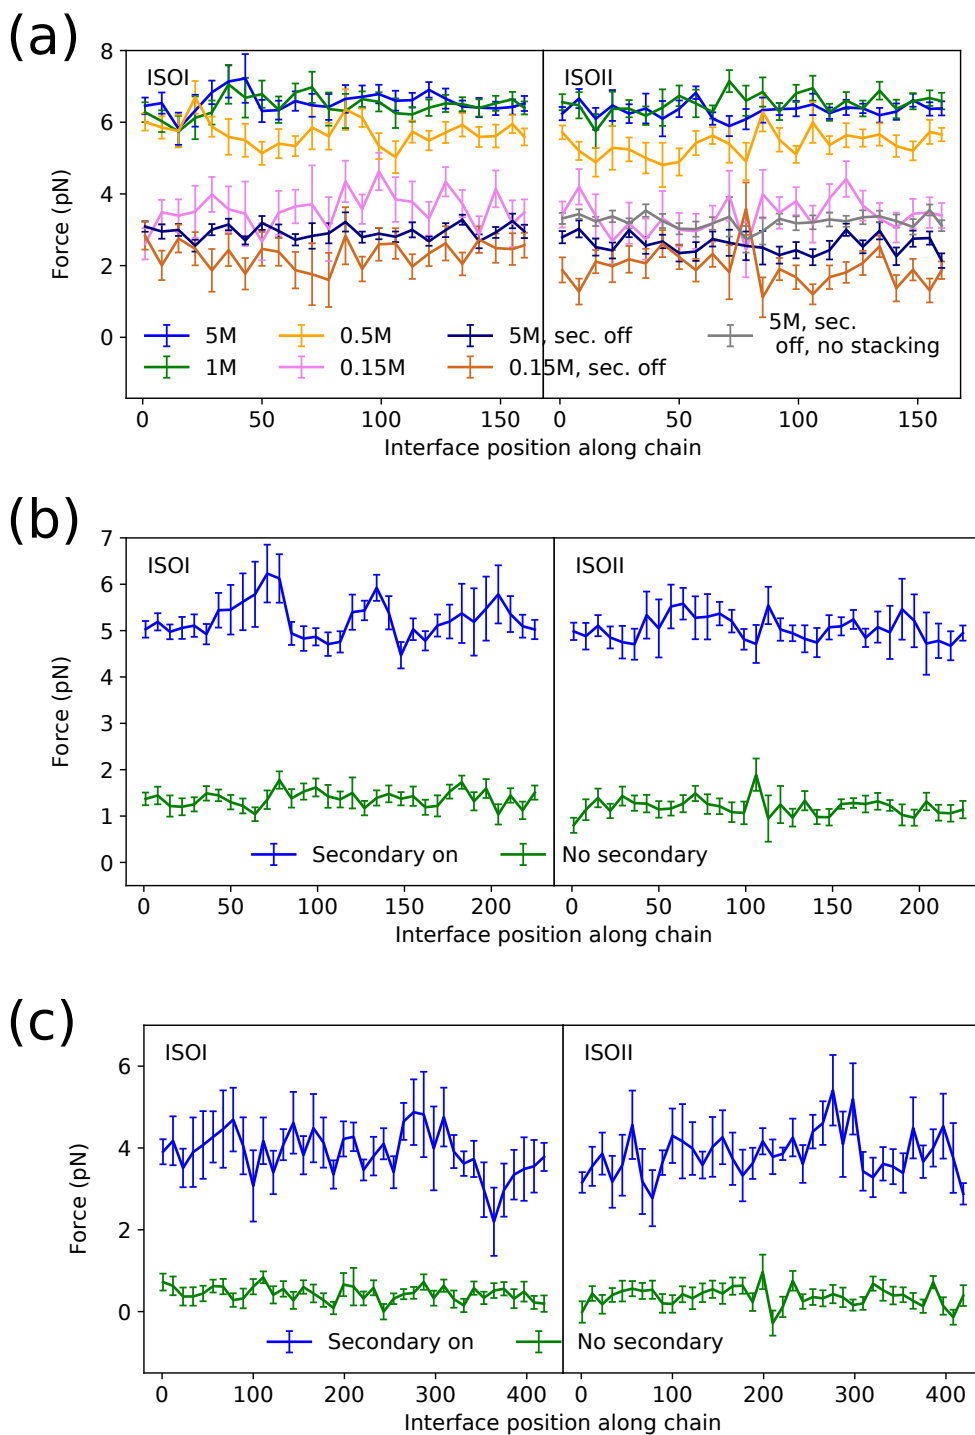 (a)
ISOI
ISOII
8
6
4
2
0
Force (pN)
5M
0.5M
5M, sec. off
5M, sec.
off, no stacking
1M
0.15M
0.15M, sec. off
0 50 100 150 0 50 100 150
Interface position along chain
(b)
ISOI
ISOII
7
6
5
4
3
2
1
0
Force (pN)
Secondary on
No secondary
0 50 100 150 200 0 50 100 150 200
Interface position along chain
(c)
ISOI
ISOII
6
4
2
0
Force (pN)
Secondary on
No secondary
0 100 200 300 400 0 100 200 300 400
Interface position along chain